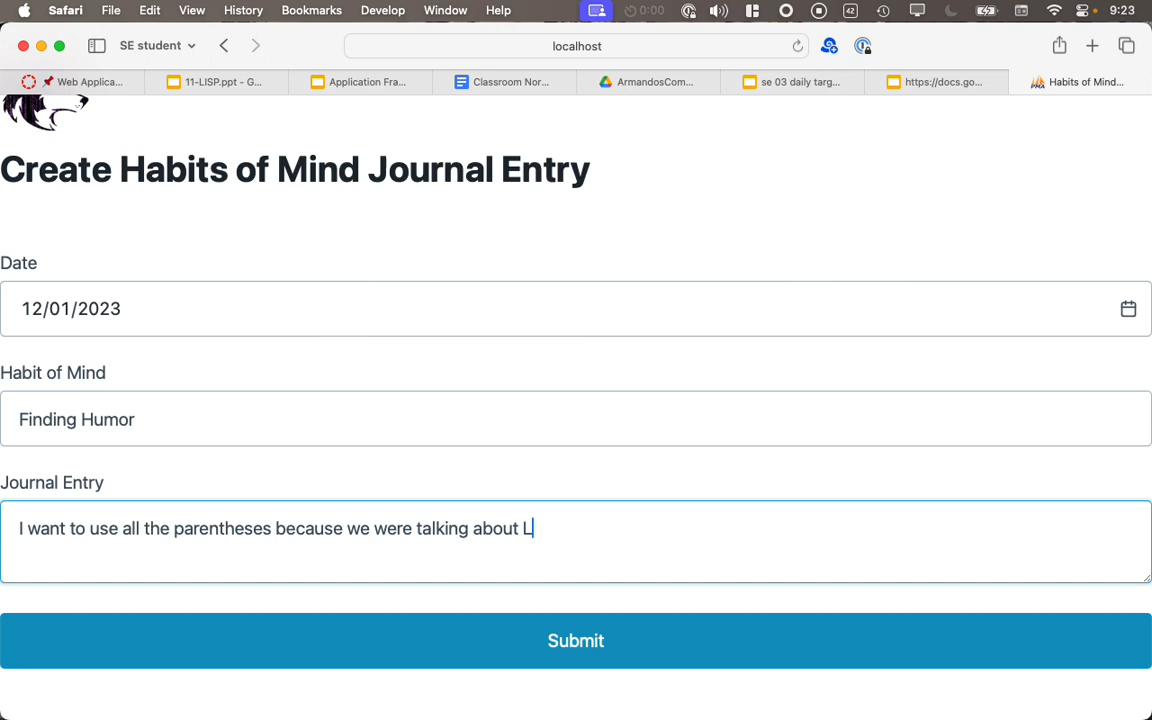 Safari File Edit View History Bookmarks Develop Window Help 0:00 42 9:23
SE student localhost
Web Applica... 11-LISP.ppt - G... Application Fra... Classroom Nor... ArmandosCom... se 03 daily targ... https://docs.go... PMA Habits of Mind...
Create Habits of Mind Journal Entry
Date
12/01/2023
Habit of Mind
Finding Humor
Journal Entry
I want to use all the parentheses because we were talking about L
Submit